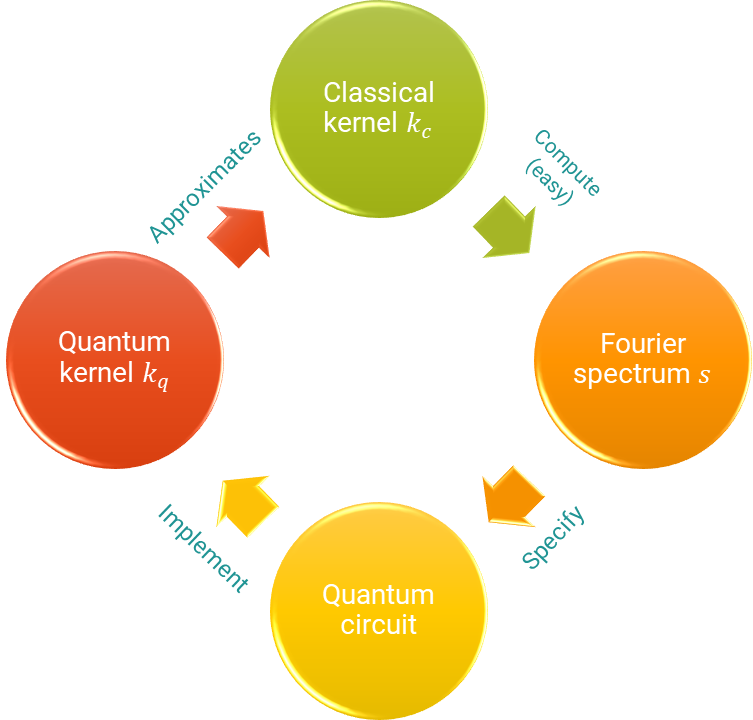 Classical
kernel k_c
Compute
(easy)
Approximates
Quantum
kernel k_q
Fourier
spectrum s
Implement
Specify
Quantum
circuit